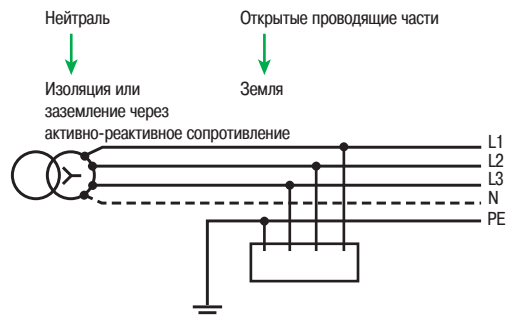 Нейтраль
Открытые проводящие части
Изоляция или
заземление через
активно-реактивное сопротивление
Земля
L1
L2
L3
N
PE